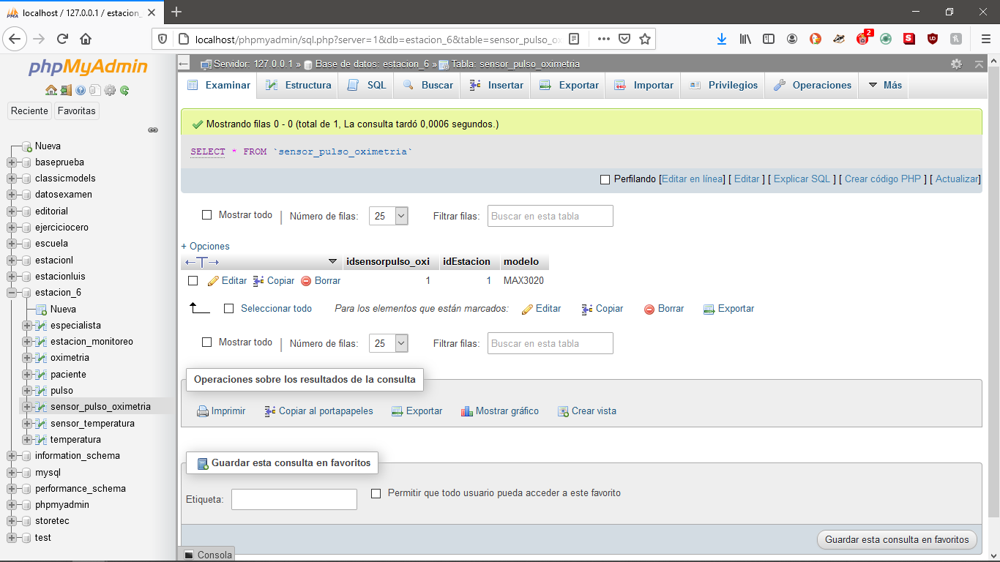 localhost / 127.0.0.1 / estacion_
localhost/phpmyadmin/sql.php?server=1&db=estacion_6&table=sensor_pulso_ox
2
phpMyAdmin
Reciente Favoritas
Nueva
baseprueba
classicmodels
datosexamen
editorial
ejerciciocero
escuela
estacionl
estacionluis
estacion_6
Nueva
especialista
estacion_monitoreo
oximetria
paciente
pulso
sensor_pulso_oximetria
sensor_temperatura
temperatura
information_schema
mysql
performance_schema
phpmyadmin
storetec
test
Servidor: 127.0.0.1 » Base de datos: estacion_6 » Tabla: sensor_pulso_oximetria
Examinar Estructura SQL Buscar Insertar Exportar Importar Privilegios Operaciones Más
Mostrando filas 0 - 0 (total de 1, La consulta tardó 0,0006 segundos.)
SELECT * FROM `sensor_pulso_oximetria`
Perfilando [Editar en línea] [ Editar ] [ Explicar SQL ] [ Crear código PHP ] [ Actualizar]
Mostrar todo | Número de filas: 25 Filtrar filas: Buscar en esta tabla
+ Opciones
←T→ idsensorpulso_oxi idEstacion modelo
Editar Copiar Borrar 1 1 MAX3020
Seleccionar todo Para los elementos que están marcados: Editar Copiar Borrar Exportar
Mostrar todo | Número de filas: 25 Filtrar filas: Buscar en esta tabla
Operaciones sobre los resultados de la consulta
Imprimir Copiar al portapapeles Exportar Mostrar gráfico Crear vista
Guardar esta consulta en favoritos
Etiqueta: Permitir que todo usuario pueda acceder a este favorito
Guardar esta consulta en favoritos
Consola